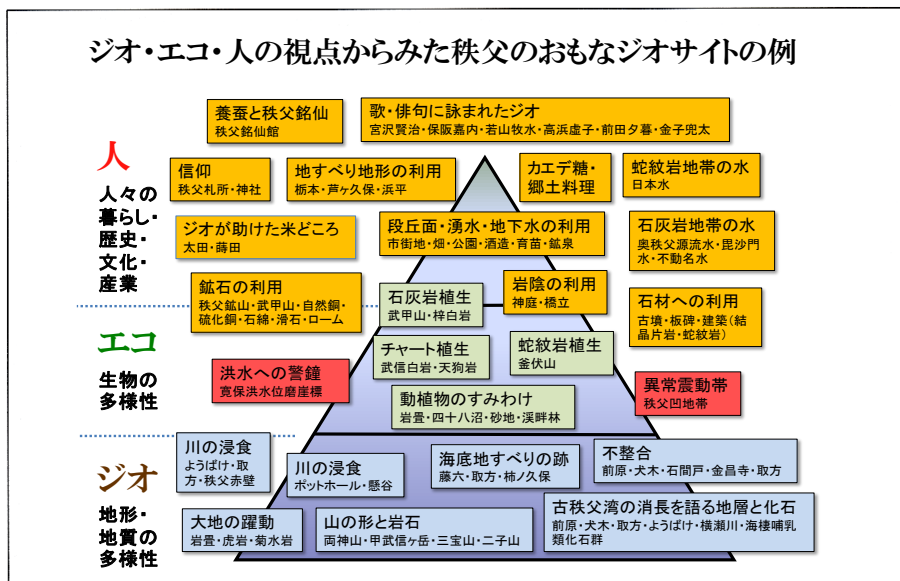 ジオ・エコ・人の視点からみた秩父のおもなジオサイトの例
養蚕と秩父銘仙
秩父銘仙館
歌・俳句に詠まれたジオ
宮沢賢治・保阪嘉内・若山牧水・高浜虚子・前田夕暮・金子兜太
人
人々の
暮らし・
歴史・
文化・
産業
信仰
秩父札所・神社
地すべり地形の利用
栃本・芦ヶ久保・浜平
カエデ糖・
郷土料理
蛇紋岩地帯の水
日本水
ジオが助けた米どころ
太田・蒔田
段丘面・湧水・地下水の利用
市街地・畑・公園・酒造・育苗・鉱泉
石灰岩地帯の水
奥秩父源流水・毘沙門
水・不動名水
鉱石の利用
秩父鉱山・武甲山・自然銅・
硫化銅・石綿・滑石・ローム
石灰岩植生
武甲山・梓白岩
岩陰の利用
神庭・橋立
石材への利用
古墳・板碑・建築(結
晶片岩・蛇紋岩)
エコ
生物の
多様性
チャート植生
武信白岩・天狗岩
蛇紋岩植生
釜伏山
洪水への警鐘
寛保洪水位磨崖標
動植物のすみわけ
岩畳・四十八沼・砂地・渓畔林
異常震動帯
秩父凹地帯
ジオ
地形・
地質の
多様性
川の浸食
ようばけ・取
方・秩父赤壁
川の浸食
ポットホール・懸谷
海底地すべりの跡
藤六・取方・柿ノ久保
不整合
前原・犬木・石間戸・金昌寺・取方
大地の躍動
岩畳・虎岩・菊水岩
山の形と岩石
両神山・甲武信ヶ岳・三宝山・二子山
古秩父湾の消長を語る地層と化石
前原・犬木・取方・ようばけ・横瀬川・海棲哺乳
類化石群